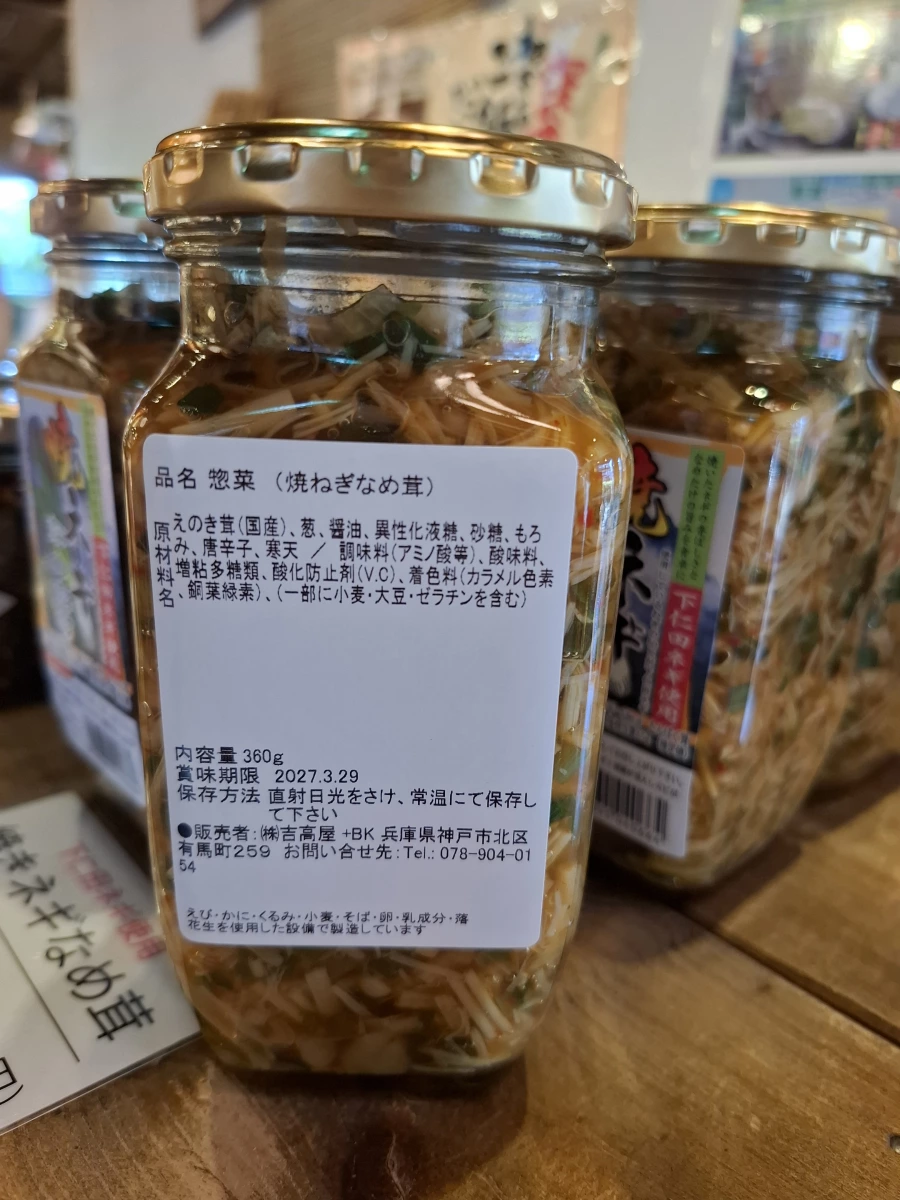 品名 惣菜 (焼ねぎなめ茸)
原材料名
えのき茸(国産)、葱、醤油、異性化液糖、砂糖、もろ
み、唐辛子、寒天 / 調味料(アミノ酸等)、酸味料、
増粘多糖類、酸化防止剤(V.C)、着色料(カラメル色素
、銅葉緑素)、(一部に小麦・大豆・ゼラチンを含む)
内容量 360g
賞味期限 2027.3.29
保存方法 直射日光をさけ、常温にて保存し
て下さい
●販売者:㈱吉高屋 +BK 兵庫県神戸市北区
有馬町259 お問い合せ先:Tel.: 078-904-01
54
えび・かに・くるみ・小麦・そば・卵・乳成分・落
花生を使用した設備で製造しています
焼
下仁田ネギ使用
焼
ネギなめ茸
円)